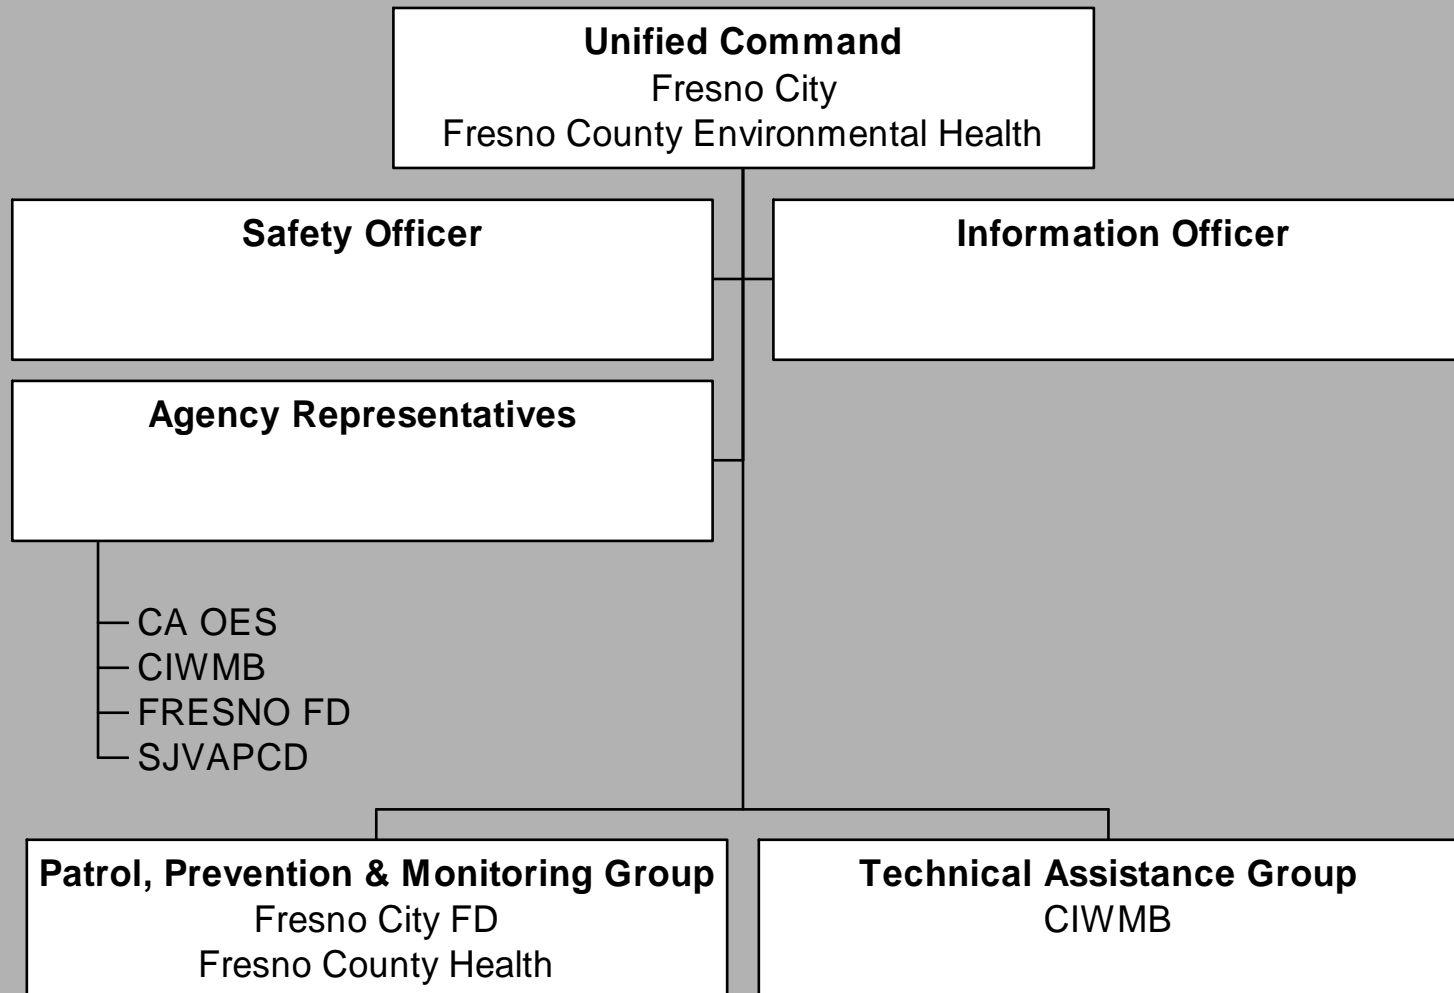 Unified Command
Fresno City
Fresno County Environmental Health
Safety Officer
Information Officer
Agency Representatives
CA OES
CIWMB
FRESNO FD
SJVAPCD
Patrol, Prevention & Monitoring Group
Fresno City FD
Fresno County Health
Technical Assistance Group
CIWMB